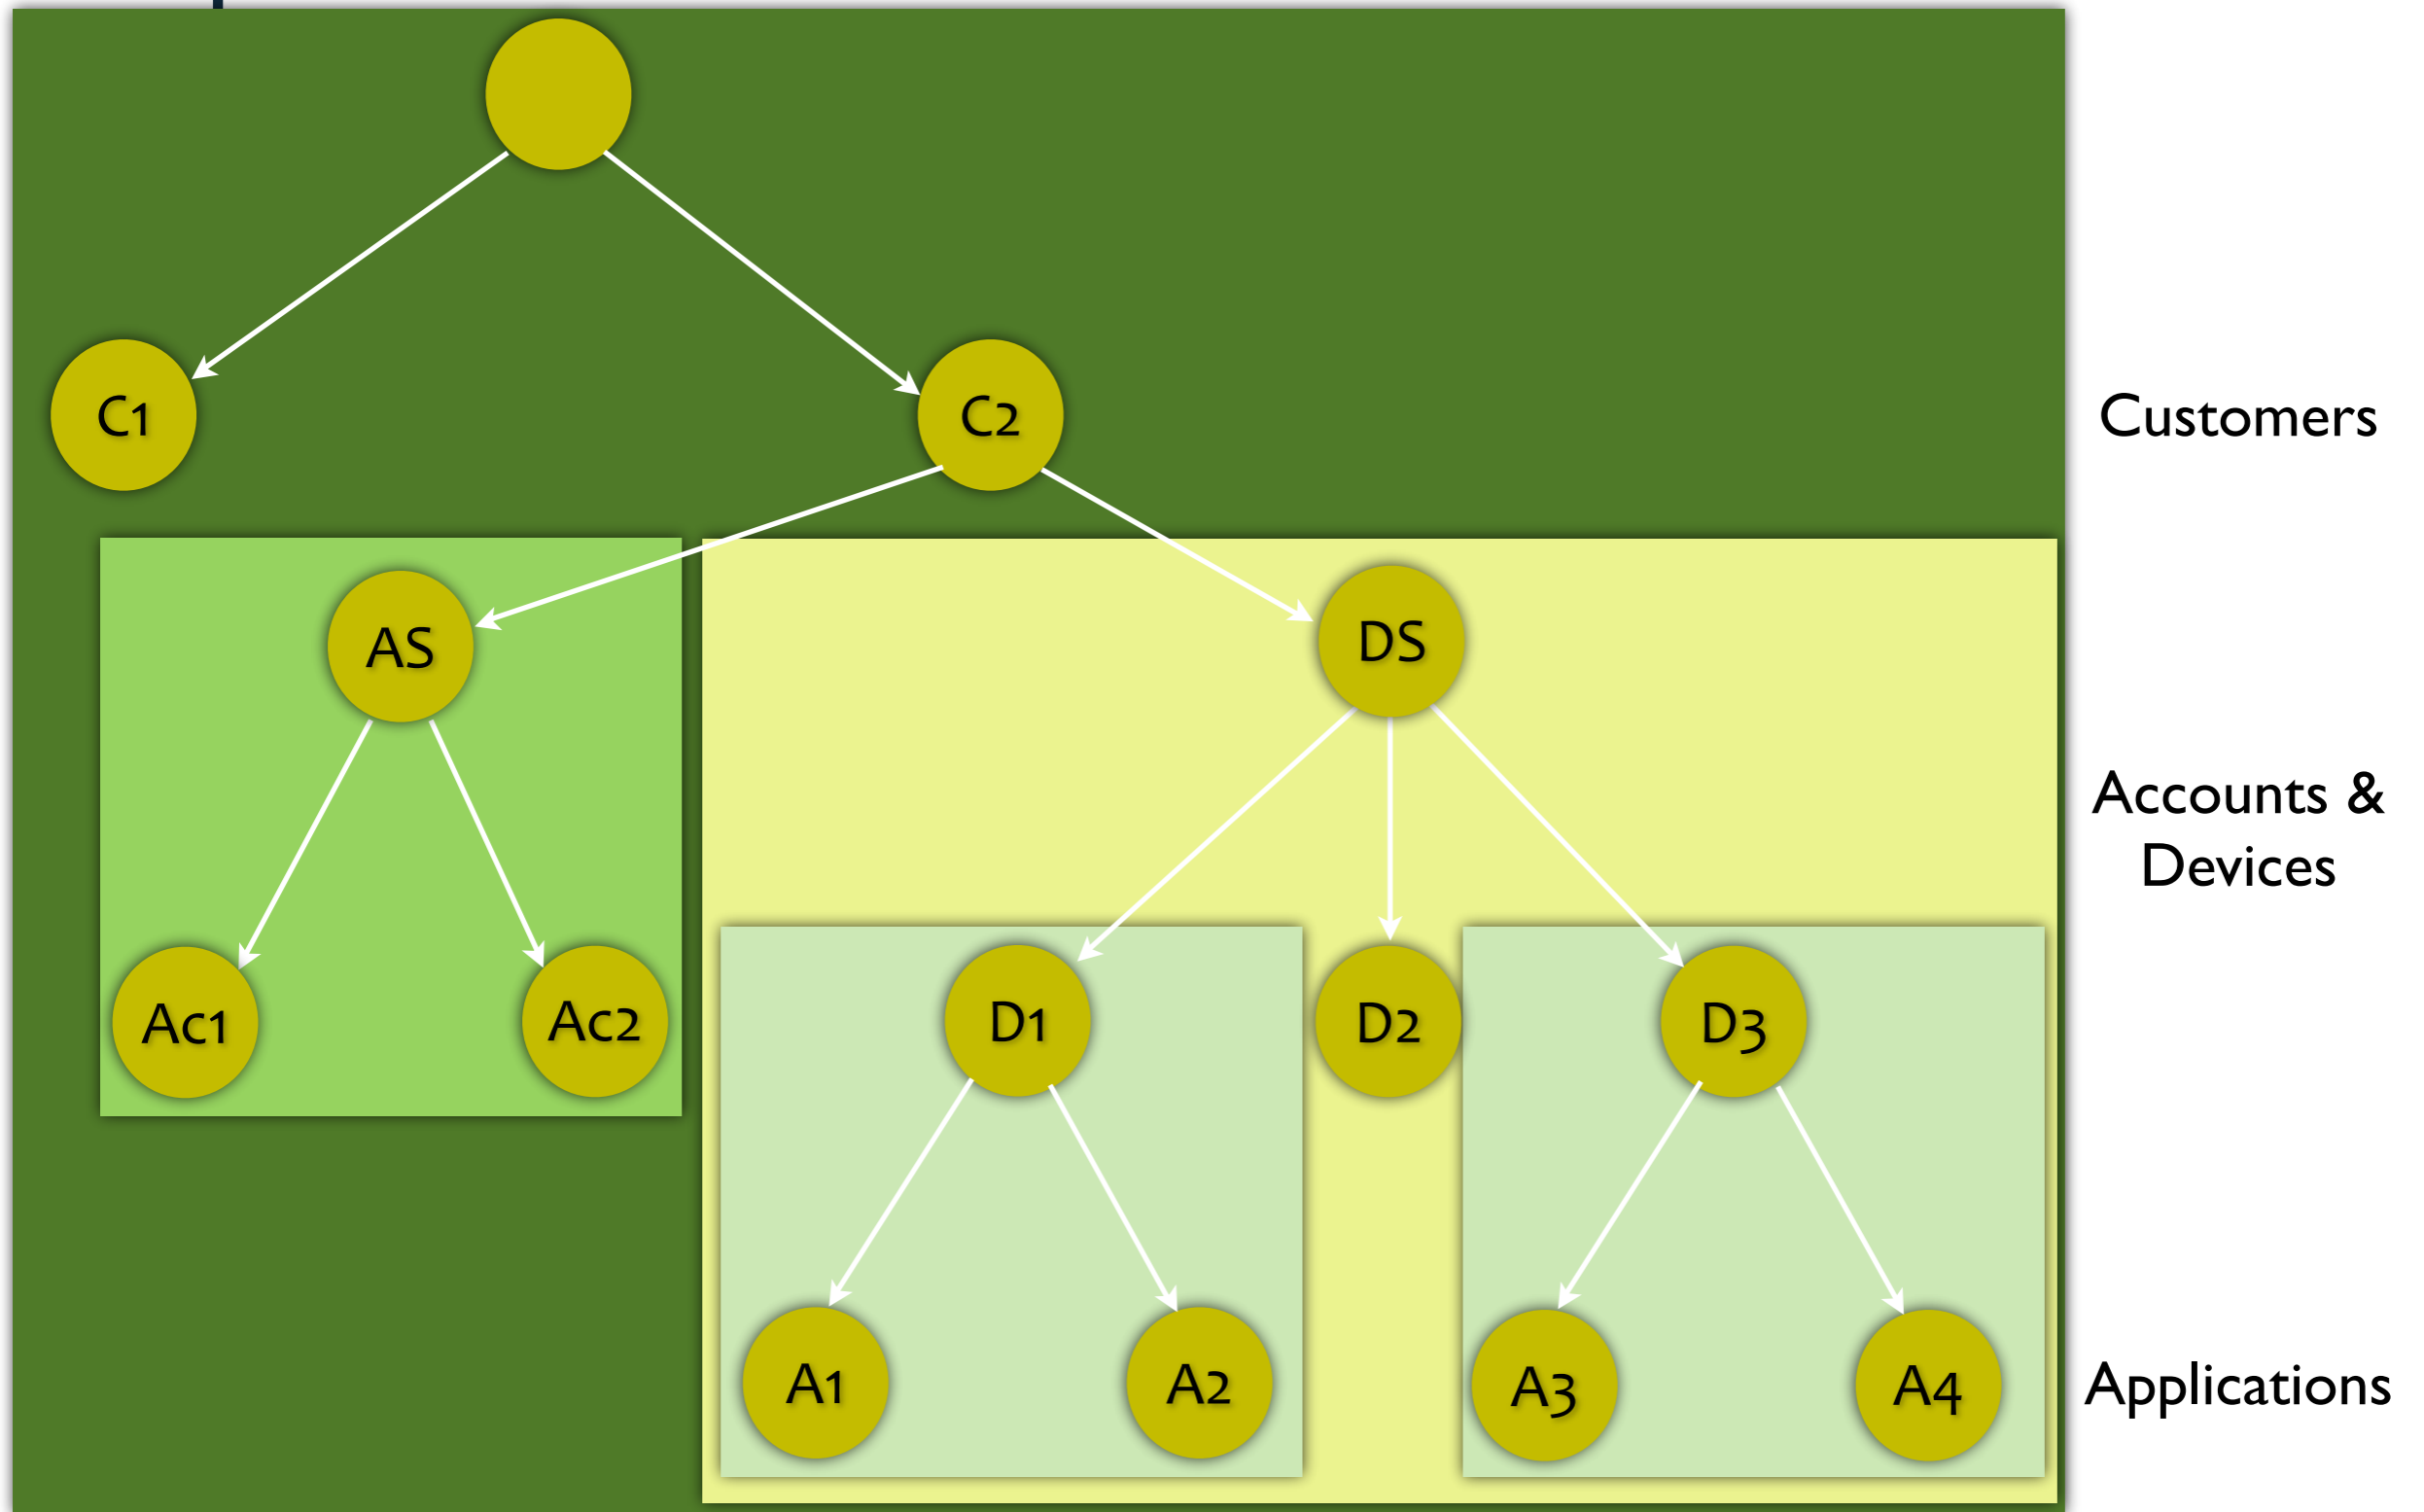 C1
C2
Customers
AS
DS
Accounts &
Devices
Ac1
Ac2
D1
D2
D3
A1
A2
A3
A4
Applications